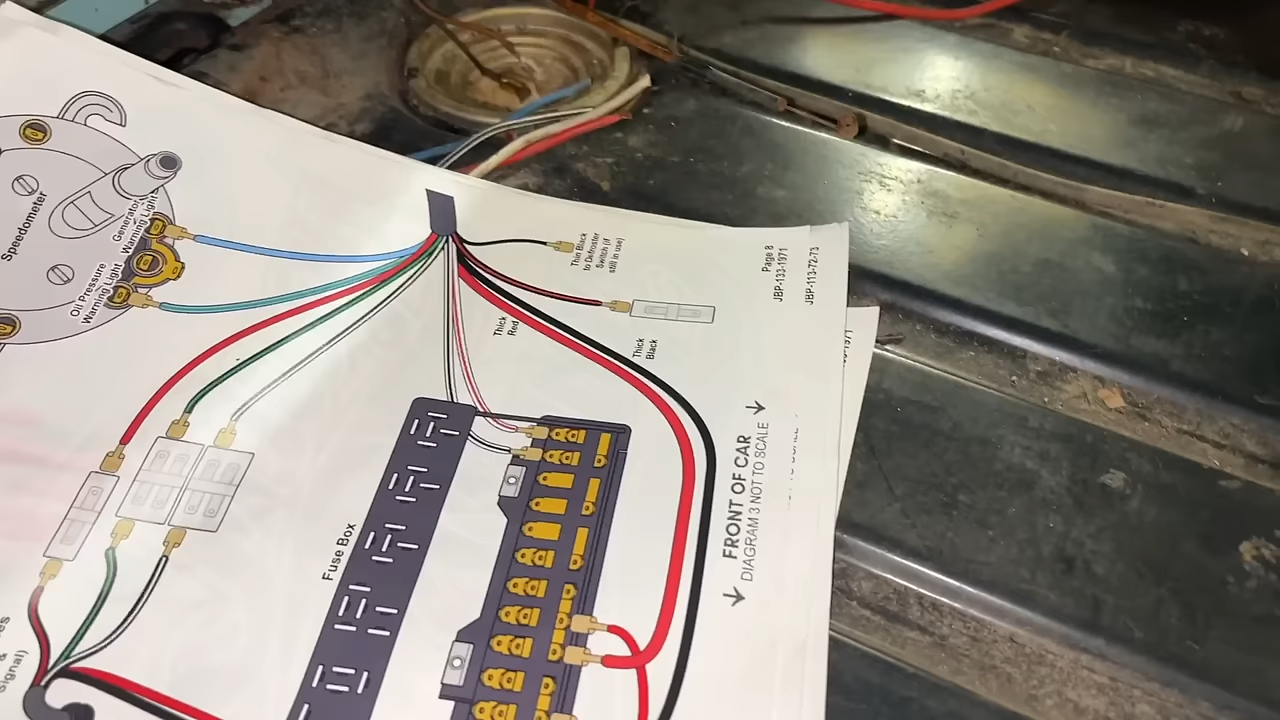 Speedometer
Generator
Warning Light
Oil Pressure
Warning Light
Thin Black
to Defroster
Switch (if
still in use)
Thick
Red
Thick
Black
Page 8
JBP-133-1971
JBP-113-72-73
Fuse Box
FRONT OF CAR
DIAGRAM 3 NOT TO SCALE
&
Signal)